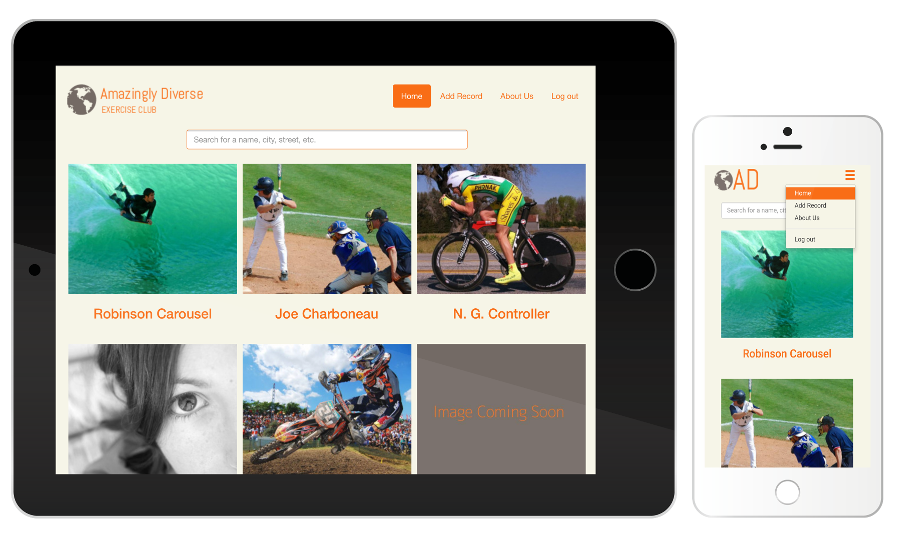 Amazingly Diverse
EXERCISE CLUB
Home
Add Record
About Us
Log out
Search for a name, city, street, etc.
Robinson Carousel
Joe Charboneau
N. G. Controller
Image Coming Soon
AD
Home
Add Record
About Us
Log out
Search for a name,
Robinson Carousel